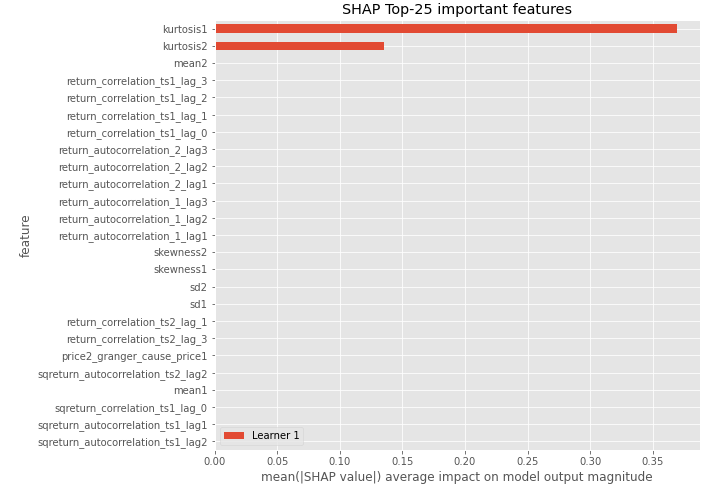 SHAP Top-25 important features
kurtosis1
kurtosis2
mean2
return_correlation_ts1_lag_3
return_correlation_ts1_lag_2
return_correlation_ts1_lag_1
return_correlation_ts1_lag_0
return_autocorrelation_2_lag3
return_autocorrelation_2_lag2
return_autocorrelation_2_lag1
return_autocorrelation_1_lag3
return_autocorrelation_1_lag2
return_autocorrelation_1_lag1
skewness2
skewness1
sd2
sd1
return_correlation_ts2_lag_1
return_correlation_ts2_lag_3
price2_granger_cause_price1
sqreturn_autocorrelation_ts2_lag2
mean1
sqreturn_correlation_ts1_lag_0
sqreturn_autocorrelation_ts1_lag1
sqreturn_autocorrelation_ts1_lag2
feature
Learner 1
0.00 0.05 0.10 0.15 0.20 0.25 0.30 0.35
mean(|SHAP value|) average impact on model output magnitude